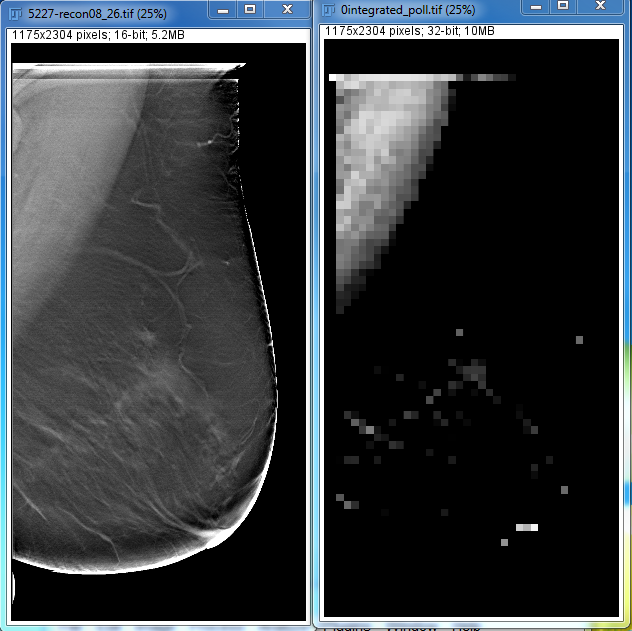 5227-recon08_26.tif (25%)
1175x2304 pixels; 16-bit; 5.2MB
0integrated_poll.tif (25%)
1175x2304 pixels; 32-bit; 10MB